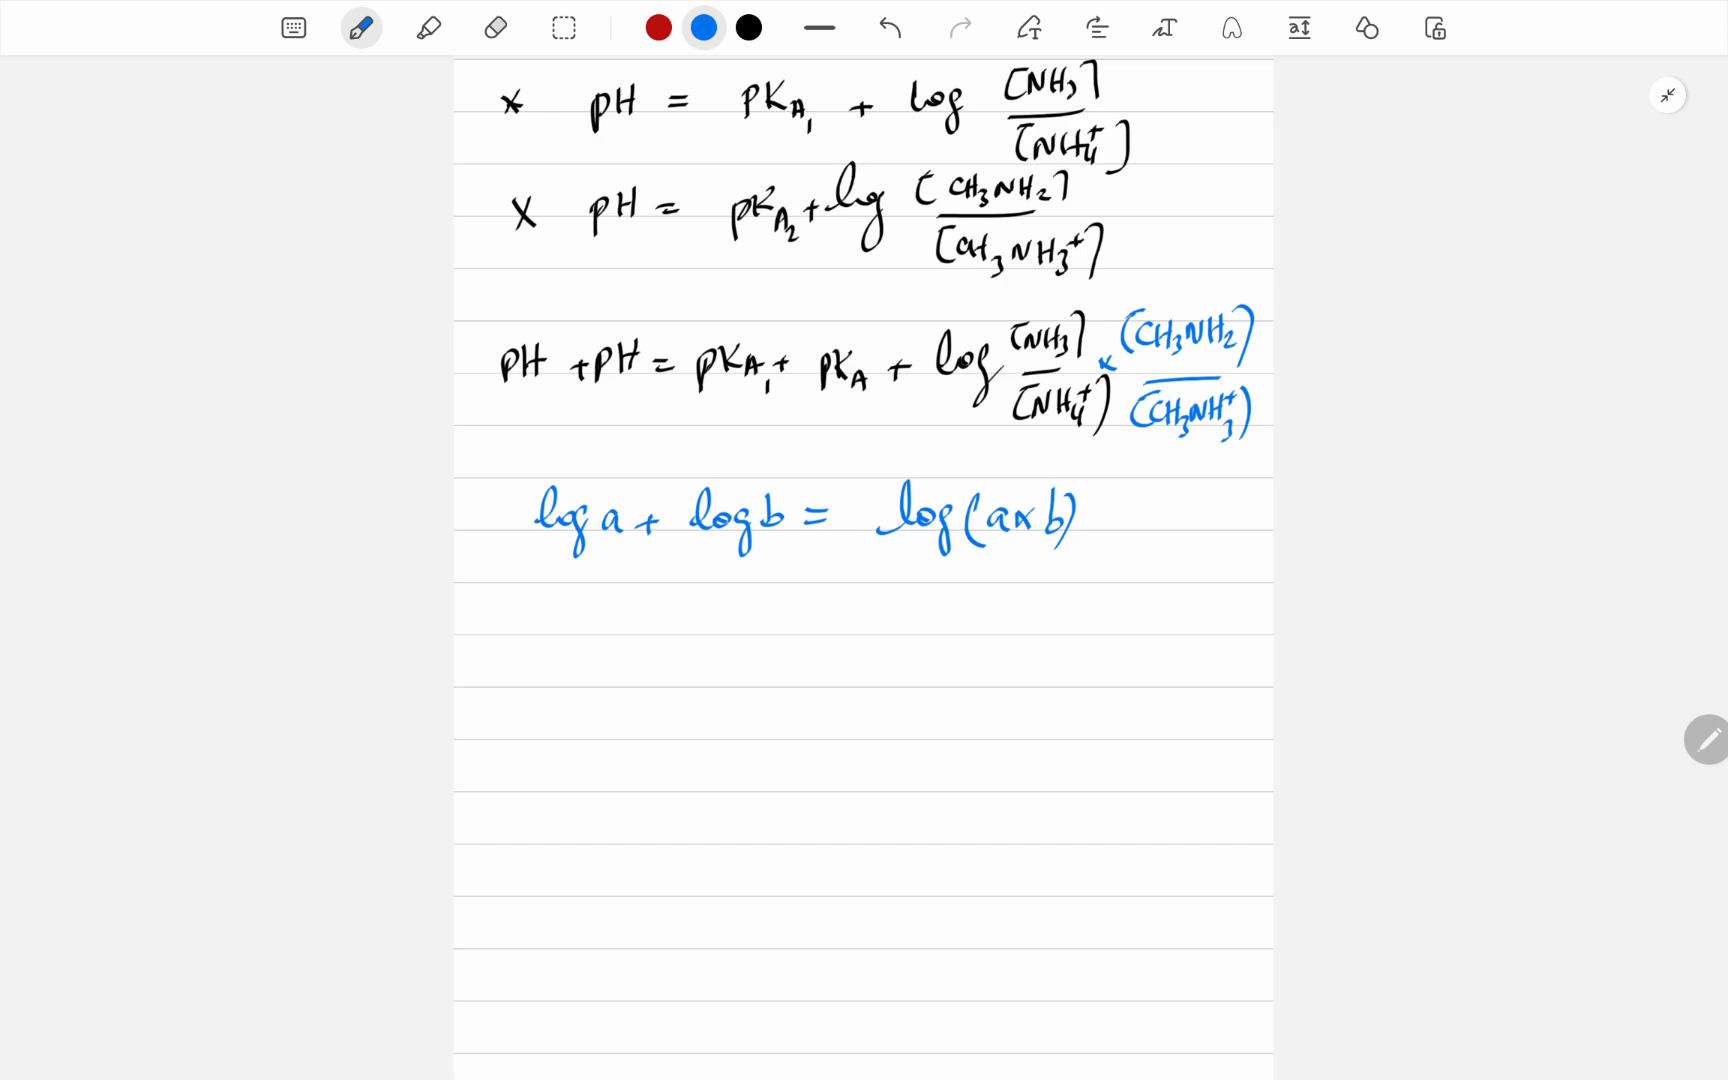 x pH = PKA₁ + log [NH₃] / [NH₄⁺]
x pH = pKA₂ + log [CH₃NH₂] / [CH₃NH₃⁺]
pH + pH = pKA₁ + pKA + log [NH₃] / [NH₄⁺] x (CH₃NH₂) / (CH₃NH₃⁺)
log a + log b = log(a x b)